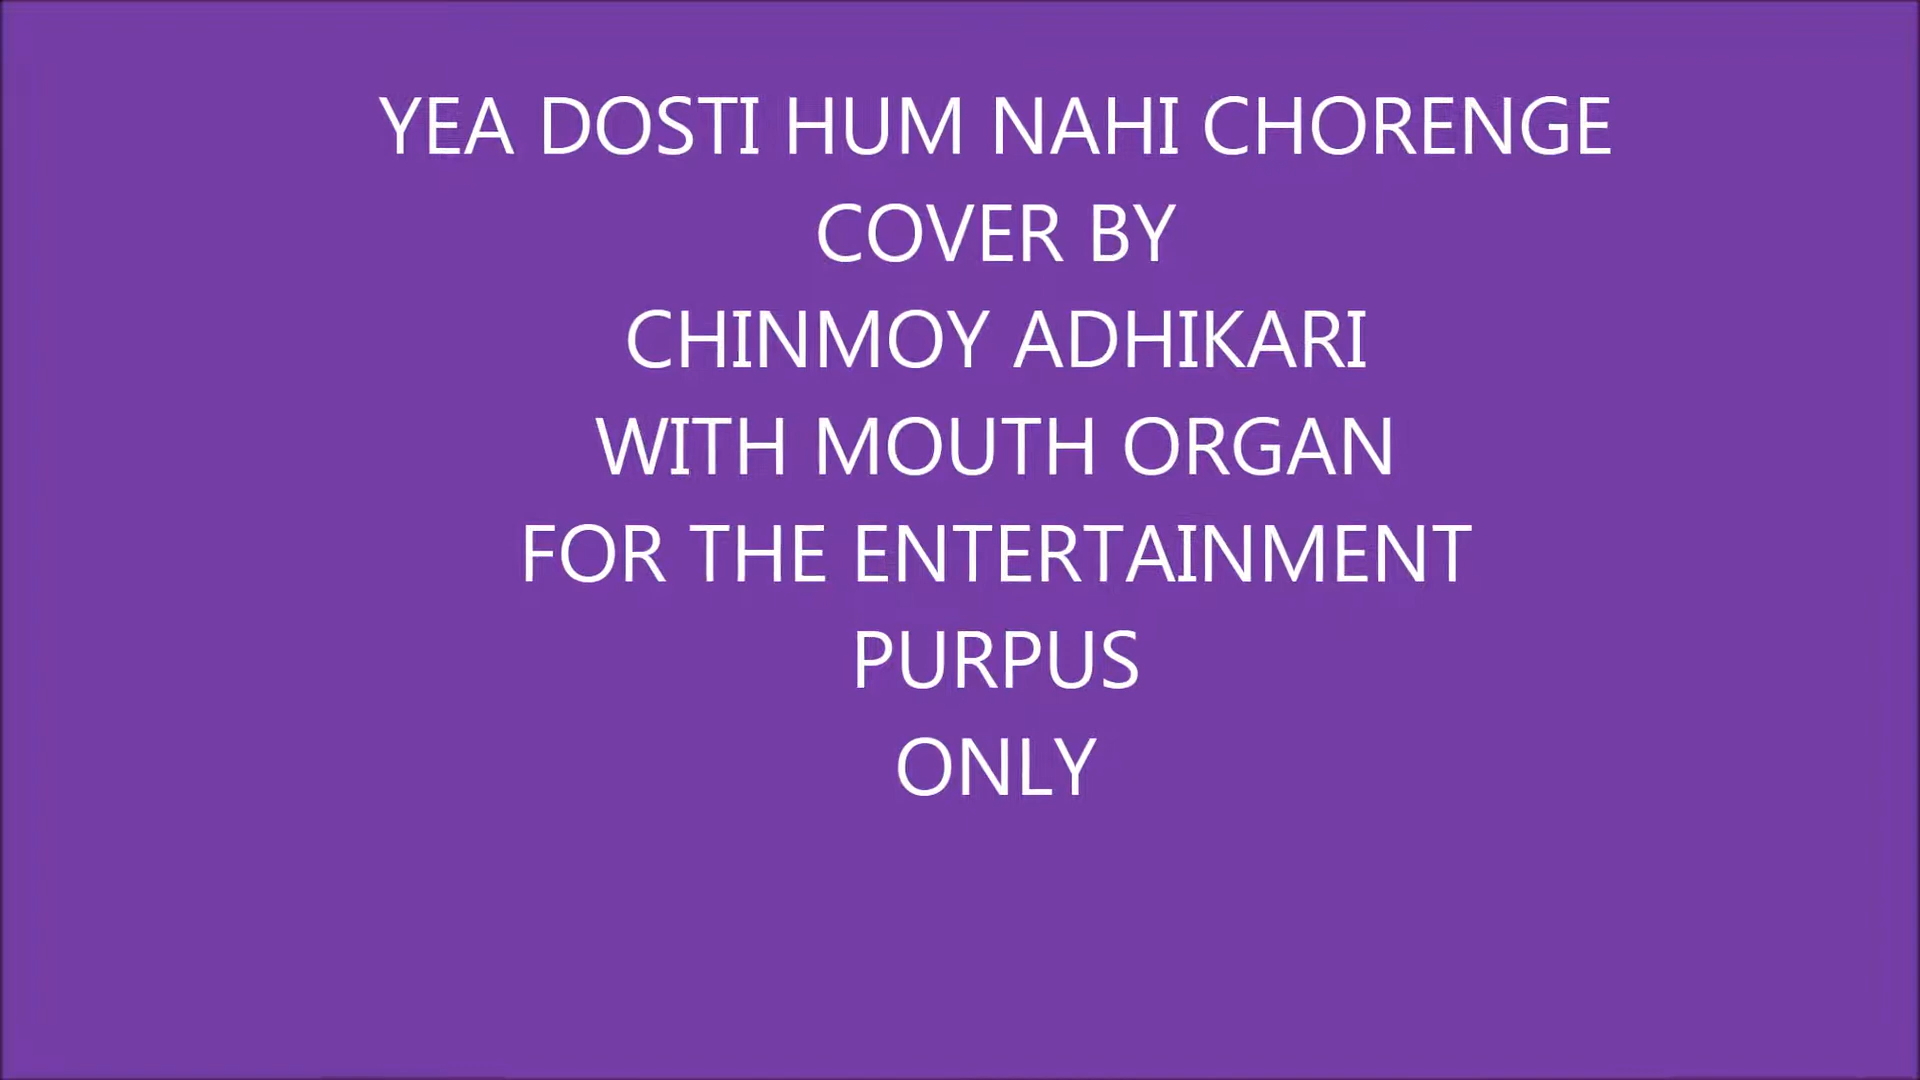 YEA DOSTI HUM NAHI CHORENGE
COVER BY
CHINMOY ADHIKARI
WITH MOUTH ORGAN
FOR THE ENTERTAINMENT
PURPUS
ONLY